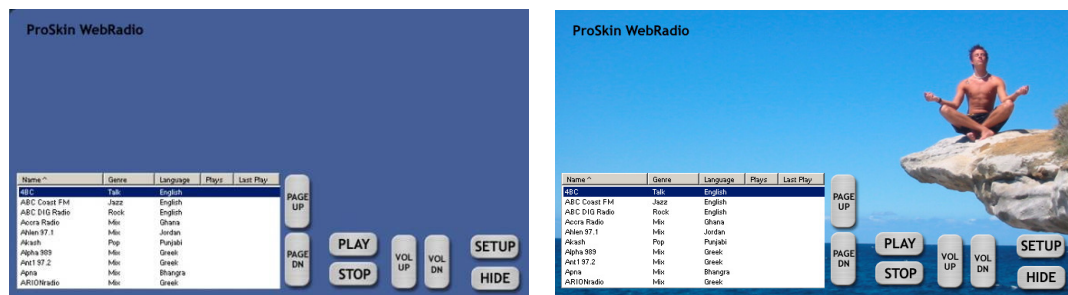 ProSkin WebRadio
Name ^ Genre Language Plays Last Play
4BC Talk English
ABC Coast FM Jazz English
ABC DIG Radio Rock English
Accra Radio Mix Ghana
Ahlen 97.1 Mix Jordan
Akash Pop Punjabi
Alpha 989 Mix Greek
Ant1 97.2 Mix Greek
Apna Mix Bhangra
ARIONradio Mix Greek
PAGE
UP
PAGE
DN
PLAY
STOP
VOL
UP
VOL
DN
SETUP
HIDE
ProSkin WebRadio
Name ^ Genre Language Plays Last Play
4BC Talk English
ABC Coast FM Jazz English
ABC DIG Radio Rock English
Accra Radio Mix Ghana
Ahlen 97.1 Mix Jordan
Akash Pop Punjabi
Alpha 989 Mix Greek
Ant1 97.2 Mix Greek
Apna Mix Bhangra
ARIONradio Mix Greek
PAGE
UP
PAGE
DN
PLAY
STOP
VOL
UP
VOL
DN
SETUP
HIDE